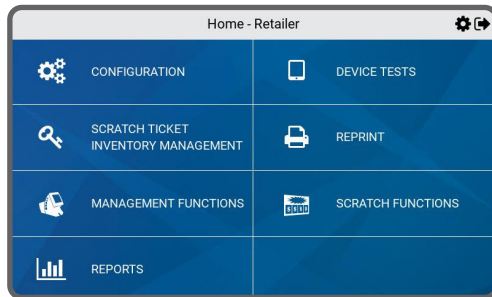 Home - Retailer
CONFIGURATION
DEVICE TESTS
SCRATCH TICKET
INVENTORY MANAGEMENT
REPRINT
MANAGEMENT FUNCTIONS
SCRATCH FUNCTIONS
REPORTS